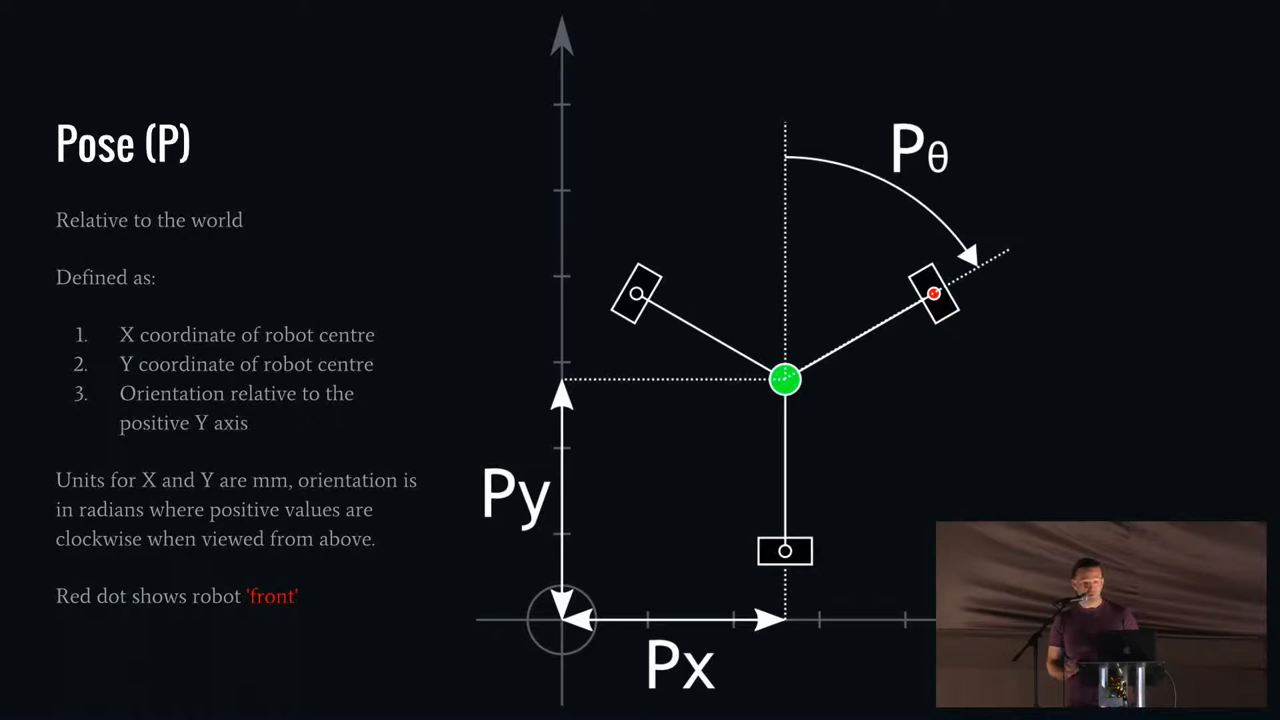 Pose (P)
Relative to the world
Defined as:
1. X coordinate of robot centre
2. Y coordinate of robot centre
3. Orientation relative to the
positive Y axis
Units for X and Y are mm, orientation is
in radians where positive values are
clockwise when viewed from above.
Red dot shows robot 'front'
Pθ
Py
Px